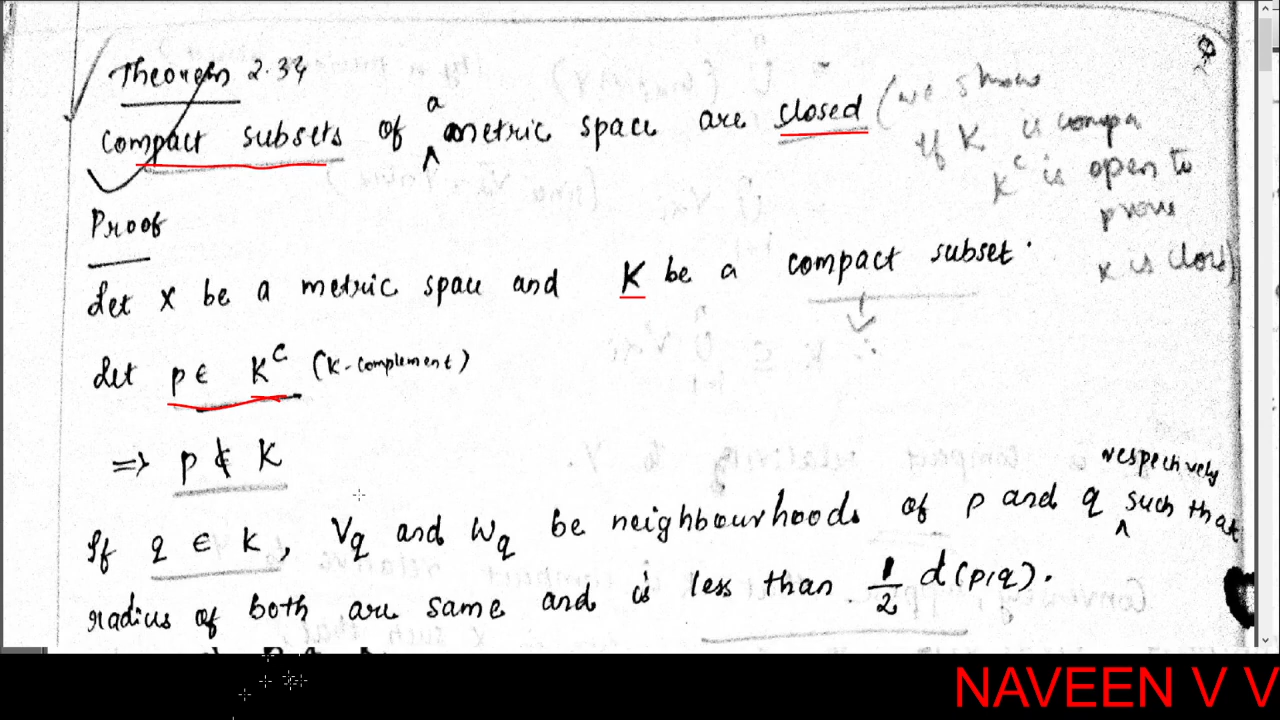 Theorem 2.34
Compact subsets of a metric space are closed (we show
if K is compa
K^c is open to
prove
K is closed)
Proof
Let X be a metric space and K be a compact subset.
Let p ∈ K^c (K-complement)
⇒ p ∉ K
If q ∈ K, Vq and Wq be neighbourhoods of p and q respectively such that
radius of both are same and is less than 1/2 d(p,q).
NAVEEN V V